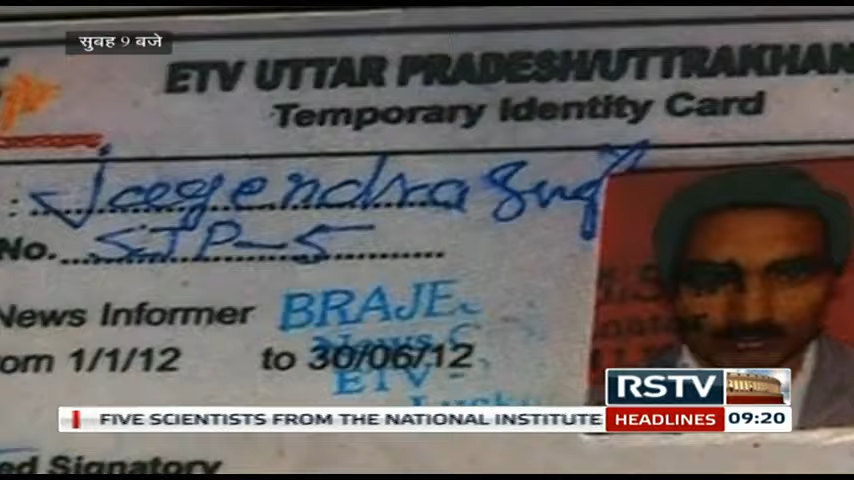 सुबह 9 बजे
ETV UTTAR PRADESH/UTTRAKHAN
Temporary Identity Card
: Jagendra Singh
No. SJP-5
News Informer
BRAJE
om 1/1/12 to 30/06/12
News
ETV -
RSTV
FIVE SCIENTISTS FROM THE NATIONAL INSTITUTE
HEADLINES
09:20
ed Signatory